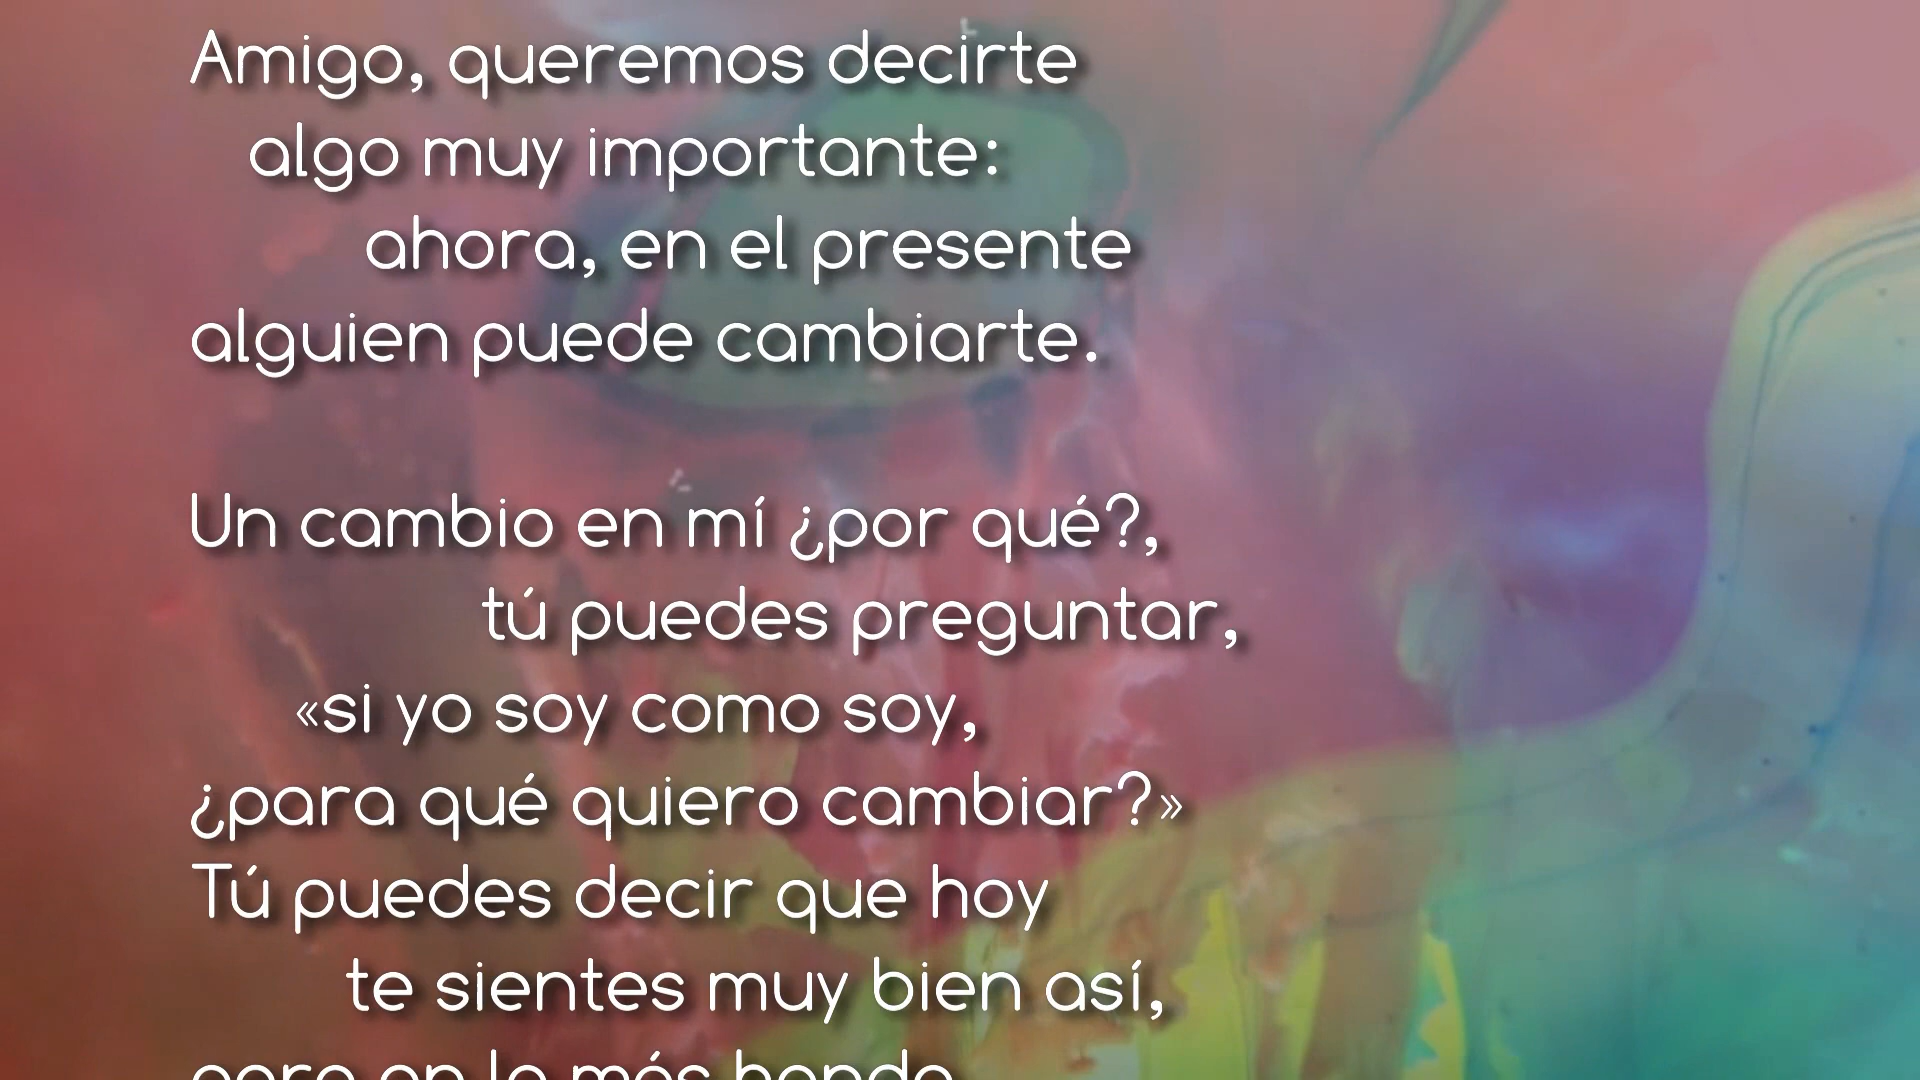 Amigo, queremos decirte
algo muy importante:
ahora, en el presente
alguien puede cambiarte.
Un cambio en mí ¿por qué?,
tú puedes preguntar,
«si yo soy como soy,
¿para qué quiero cambiar?»
Tú puedes decir que hoy
te sientes muy bien así,
pero en lo más hondo